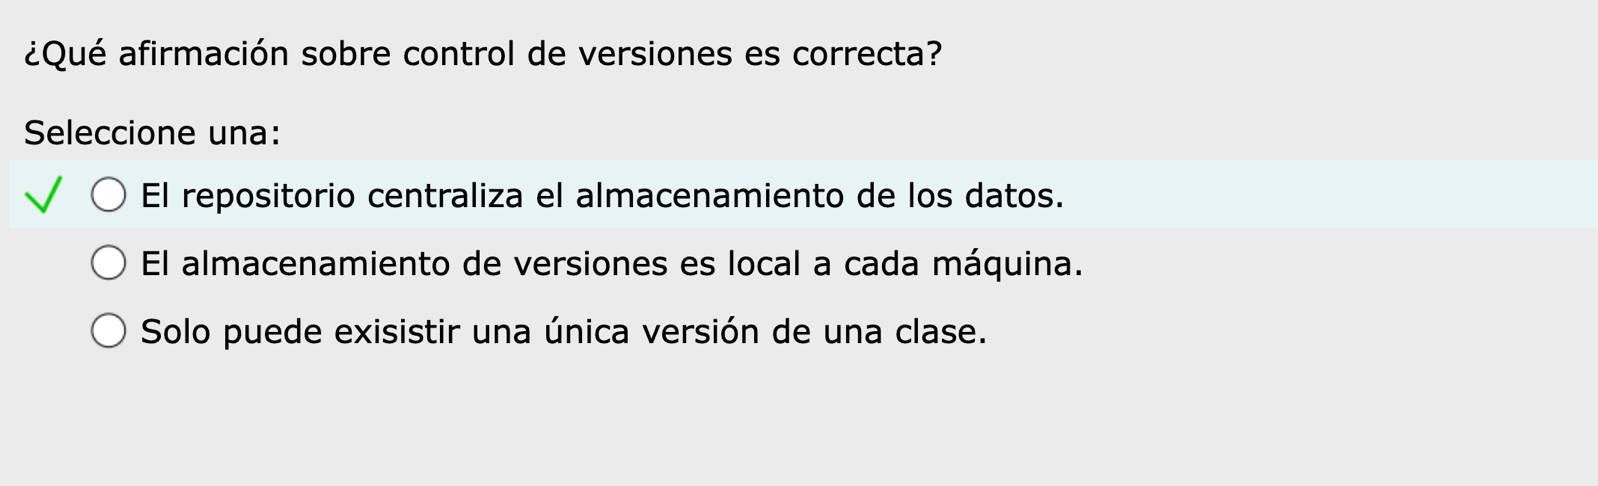 ¿Qué afirmación sobre control de versiones es correcta?
Seleccione una:
El repositorio centraliza el almacenamiento de los datos.
El almacenamiento de versiones es local a cada máquina.
Solo puede exisistir una única versión de una clase.